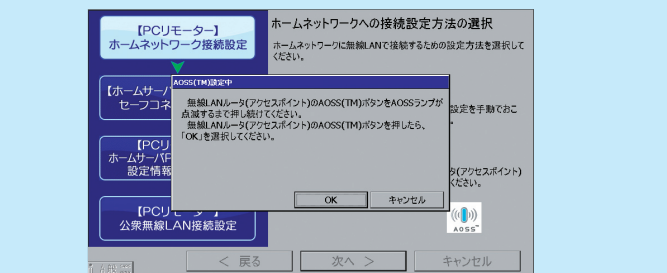 【PCリモーター】
ホームネットワーク接続設定
ホームネットワークへの接続設定方法の選択
ホームネットワークに無線LANで接続するための設定方法を選択して
ください。
【ホームサーバ
セーフコネ
AOSS(TM)設定中
無線LANルータ(アクセスポイント)のAOSS(TM)ボタンをAOSSランプが
点滅するまで押し続けてください。
無線LANルータ(アクセスポイント)のAOSS(TM)ボタンを押したら、
「OK」を選択してください。
OK
キャンセル
設定を手動でおこ
【PCリ
ホームサーバP
設定情報
(アクセスポイント)
ください。
【PCリモーター】
公衆無線LAN接続設定
AOSS™
< 戻る
次へ >
キャンセル